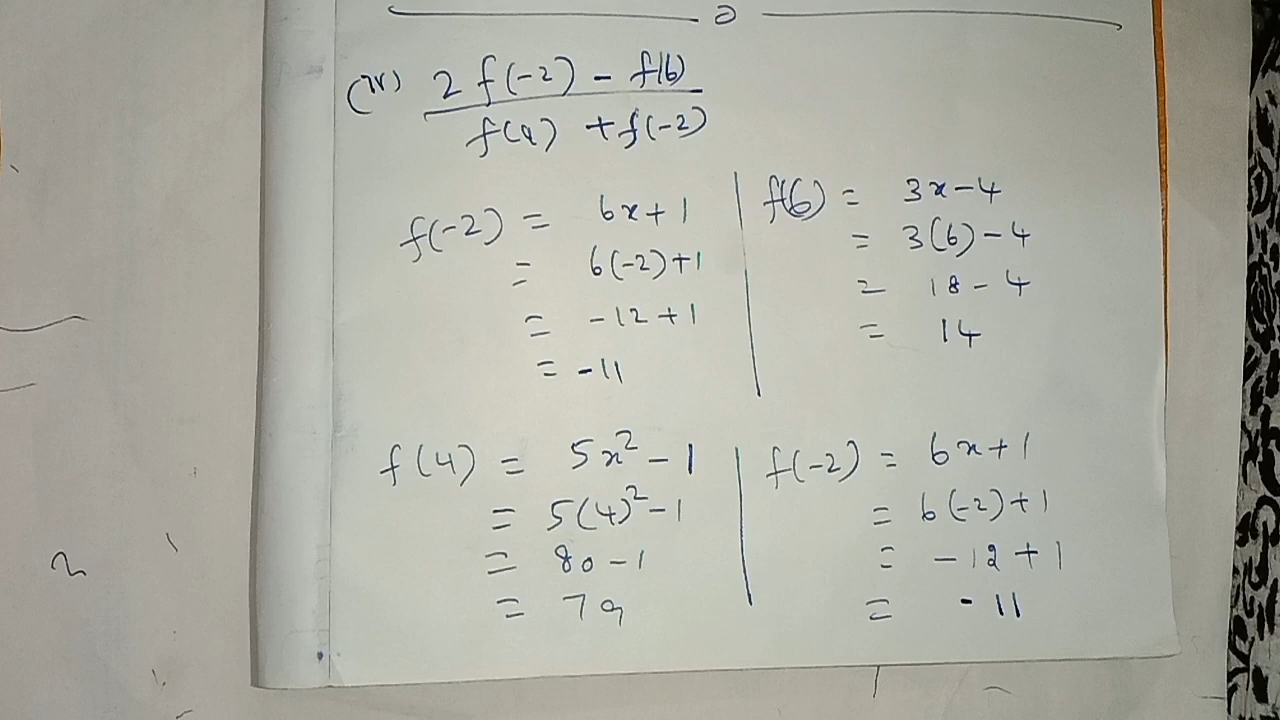 (iv) 2 f(-2) - f(6)
f(4) + f(-2)
f(-2) = 6x+1
= 6(-2)+1
= -12+1
= -11
f(6) = 3x-4
= 3(6)-4
= 18-4
= 14
f(4) = 5x²-1
= 5(4)²-1
= 80-1
= 79
f(-2) = 6x+1
= 6(-2)+1
= -12+1
= -11